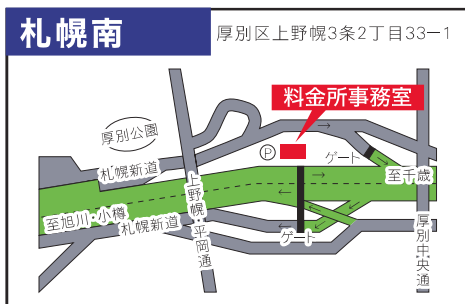 札幌南
厚別区上野幌3条2丁目33−1
料金所事務室
厚別公園
P
ゲート
札幌新道
至千歳
上野幌・平岡通
至旭川・小樽
札幌新道
ゲート
厚別中央通